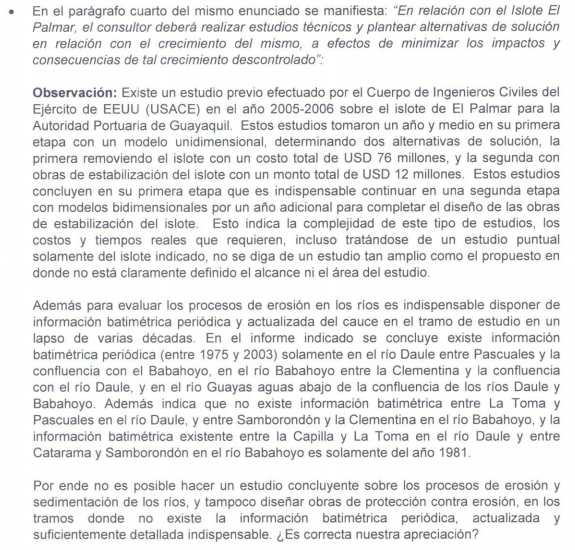 • En el parágrafo cuarto del mismo enunciado se manifiesta: “En relación con el Islote El
Palmar, el consultor deberá realizar estudios técnicos y plantear alternativas de solución
en relación con el crecimiento del mismo, a efectos de minimizar los impactos y
consecuencias de tal crecimiento descontrolado”:
Observación: Existe un estudio previo efectuado por el Cuerpo de Ingenieros Civiles del
Ejército de EEUU (USACE) en el año 2005-2006 sobre el islote de El Palmar para la
Autoridad Portuaria de Guayaquil. Estos estudios tomaron un año y medio en su primera
etapa con un modelo unidimensional, determinando dos alternativas de solución, la
primera removiendo el islote con un costo total de USD 76 millones, y la segunda con
obras de estabilización del islote con un monto total de USD 12 millones. Estos estudios
concluyen en su primera etapa que es indispensable continuar en una segunda etapa
con modelos bidimensionales por un año adicional para completar el diseño de las obras
de estabilización del islote. Esto indica la complejidad de este tipo de estudios, los
costos y tiempos reales que requieren, incluso tratándose de un estudio puntual
solamente del islote indicado, no se diga de un estudio tan amplio como el propuesto en
donde no está claramente definido el alcance ni el área del estudio.
Además para evaluar los procesos de erosión en los ríos es indispensable disponer de
información batimétrica periódica y actualizada del cauce en el tramo de estudio en un
lapso de varias décadas. En el informe indicado se concluye existe información
batimétrica periódica (entre 1975 y 2003) solamente en el río Daule entre Pascuales y la
confluencia con el Babahoyo, en el río Babahoyo entre la Clementina y la confluencia
con el río Daule, y en el río Guayas aguas abajo de la confluencia de los ríos Daule y
Babahoyo. Además indica que no existe información batimétrica entre La Toma y
Pascuales en el río Daule, y entre Samborondón y la Clementina en el río Babahoyo, y la
información batimétrica existente entre la Capilla y La Toma en el río Daule y entre
Catarama y Samborondón en el río Babahoyo es solamente del año 1981.
Por ende no es posible hacer un estudio concluyente sobre los procesos de erosión y
sedimentación de los ríos, y tampoco diseñar obras de protección contra erosión, en los
tramos donde no existe la información batimétrica periódica, actualizada y
suficientemente detallada indispensable. ¿Es correcta nuestra apreciación?